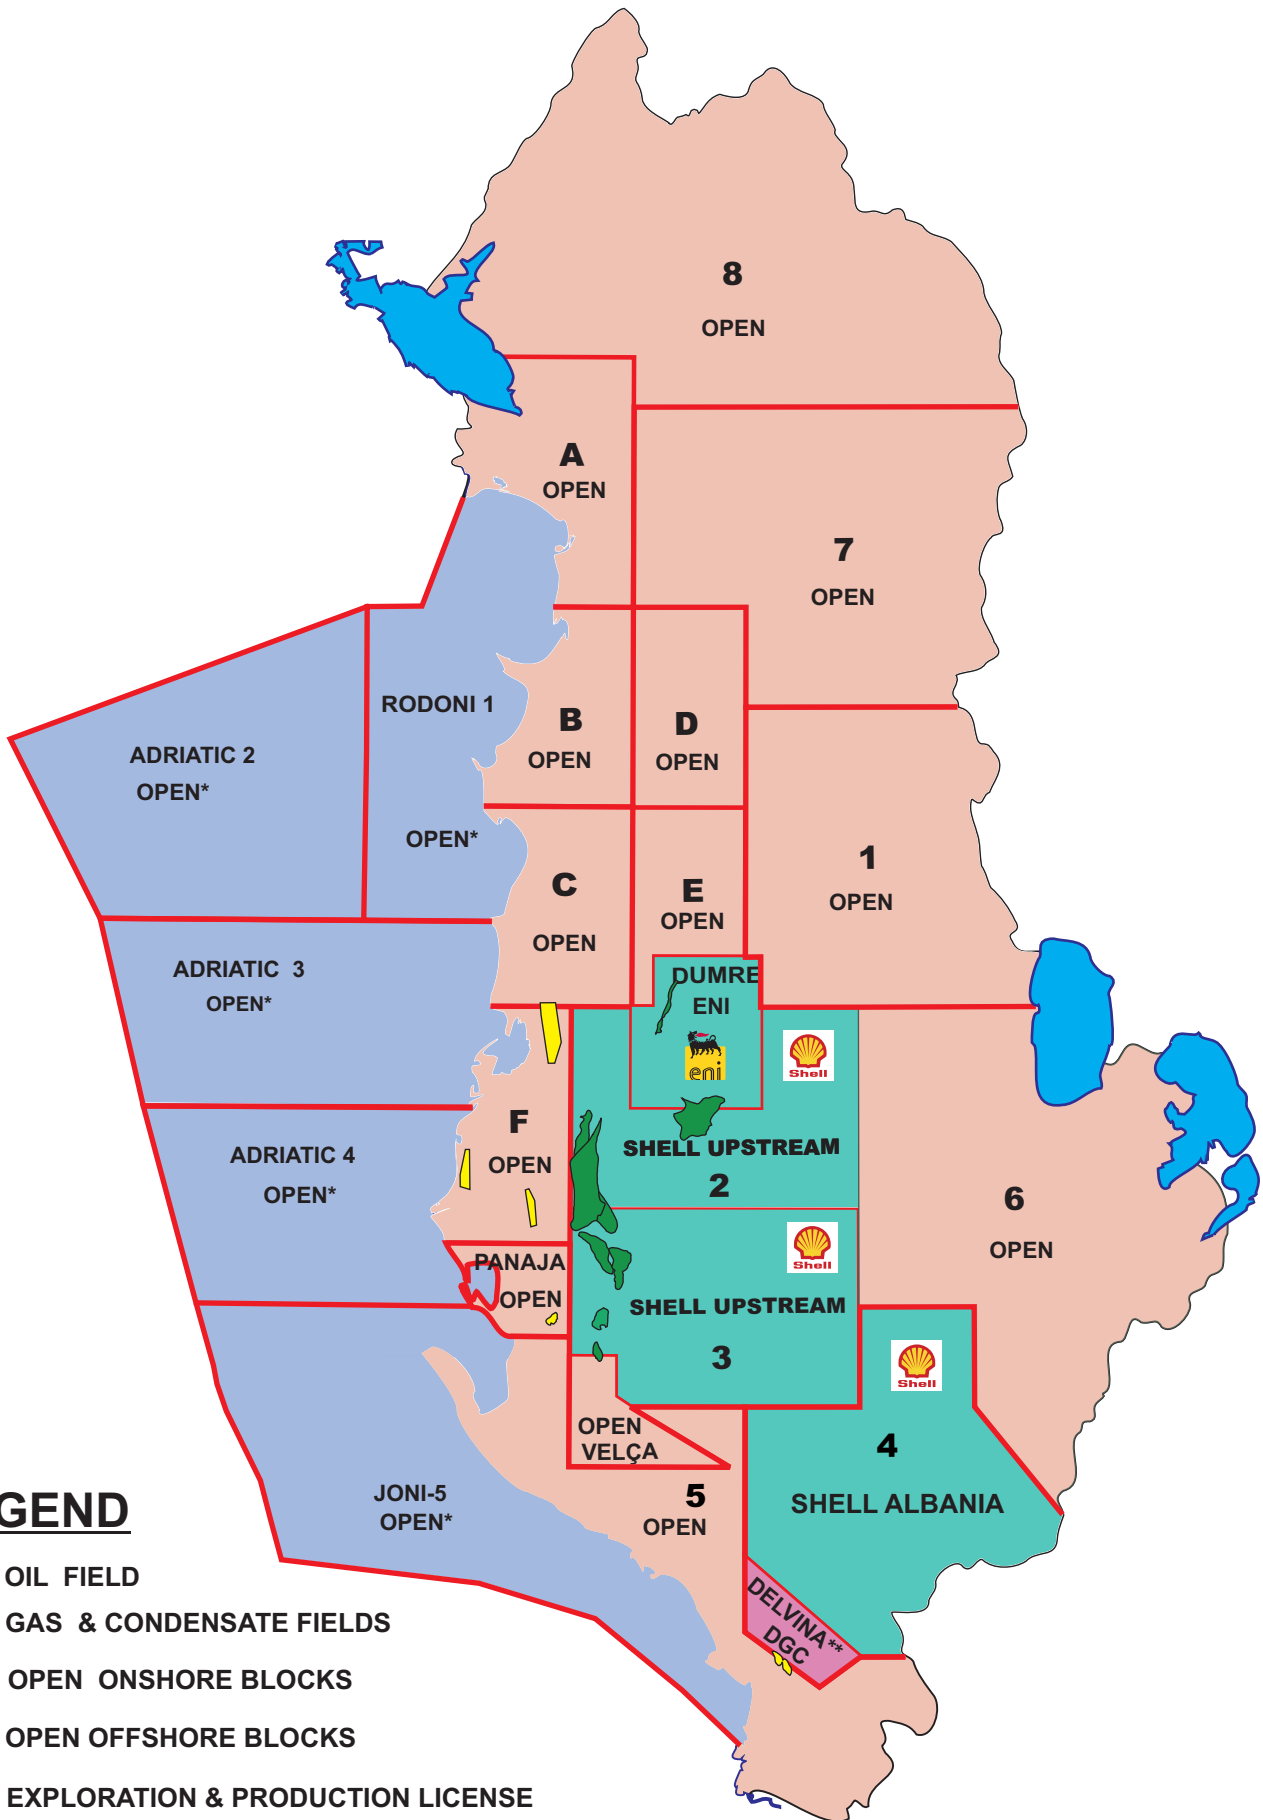 8
OPEN
A
OPEN
7
OPEN
RODONI 1
OPEN*
B
OPEN
D
OPEN
ADRIATIC 2
OPEN*
C
OPEN
E
OPEN
1
OPEN
ADRIATIC 3
OPEN*
DUMRE
ENI
eni
Shell
F
OPEN
SHELL UPSTREAM
2
ADRIATIC 4
OPEN*
6
OPEN
PANAJA
OPEN
Shell
SHELL UPSTREAM
3
Shell
OPEN
VELÇA
4
SHELL ALBANIA
5
OPEN
JONI-5
OPEN*
DELVINA**
DGC
GEND
OIL FIELD
GAS & CONDENSATE FIELDS
OPEN ONSHORE BLOCKS
OPEN OFFSHORE BLOCKS
EXPLORATION & PRODUCTION LICENSE